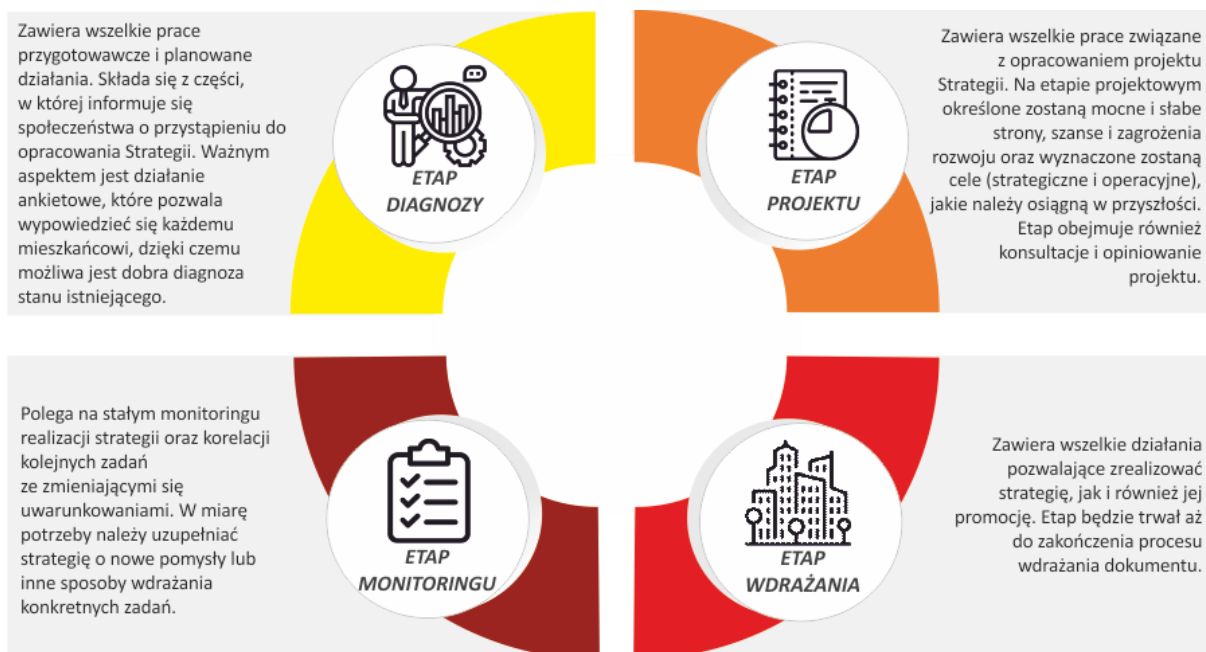 Zawiera wszelkie prace
przygotowawcze i planowane
działania. Składa się z części,
w której informuje się
społeczeństwa o przystąpieniu do
opracowania Strategii. Ważnym
aspektem jest działanie
ankietowe, które pozwala
wypowiedzieć się każdemu
mieszkańcowi, dzięki czemu
możliwa jest dobra diagnoza
stanu istniejącego.
ETAP
DIAGNOZY
ETAP
PROJEKTU
Zawiera wszelkie prace związane
z opracowaniem projektu
Strategii. Na etapie projektowym
określone zostaną mocne i słabe
strony, szanse i zagrożenia
rozwoju oraz wyznaczone zostaną
cele (strategiczne i operacyjne),
jakie należy osiągną w przyszłości.
Etap obejmuje również
konsultacje i opiniowanie
projektu.
Polega na stałym monitoringu
realizacji strategii oraz korelacji
kolejnych zadań
ze zmieniającymi się
uwarunkowaniami. W miarę
potrzeby należy uzupełniać
strategię o nowe pomysły lub
inne sposoby wdrażania
konkretnych zadań.
ETAP
MONITORINGU
ETAP
WDRAŻANIA
Zawiera wszelkie działania
pozwalające zrealizować
strategię, jak i również jej
promocję. Etap będzie trwał aż
do zakończenia procesu
wdrażania dokumentu.